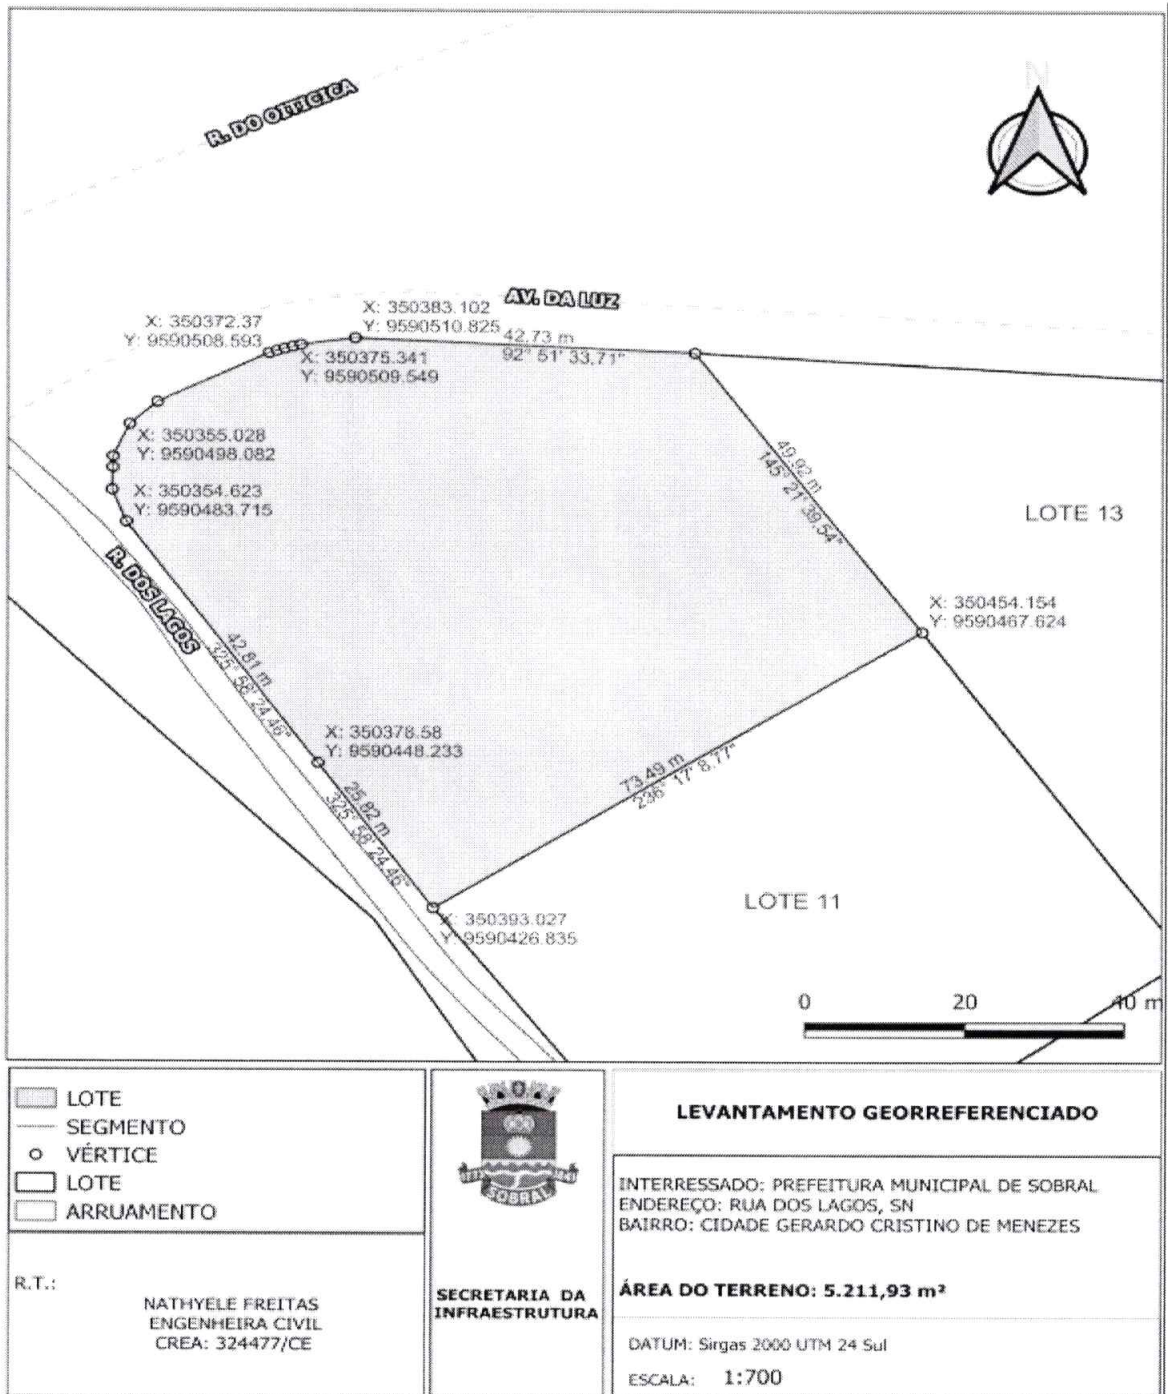 N
R. DO OITICICA
AV. DA LUZ
X: 350372.37
Y: 9590508.593
X: 350383.102
Y: 9590510.825
42.73 m
92° 51' 33,71"
X: 350375.341
Y: 9590509.549
X: 350355.028
Y: 9590498.082
X: 350354.623
Y: 9590483.715
49.92 m
145° 21' 39,54"
LOTE 13
R. DOS LAGOS
42.81 m
325° 58' 24,46"
X: 350454.154
Y: 9590467.624
X: 350378.58
Y: 9590448.233
73.49 m
236° 17' 8.77"
25.82 m
325° 58' 24,46"
LOTE 11
X: 350393.027
Y: 9590426.835
0 20 40 m
LOTE
SEGMENTO
VÉRTICE
LOTE
ARRUAMENTO
R.T.:
NATHYELE FREITAS
ENGENHEIRA CIVIL
CREA: 324477/CE
SOBRAL
SECRETARIA DA
INFRAESTRUTURA
LEVANTAMENTO GEORREFERENCIADO
INTERRESSADO: PREFEITURA MUNICIPAL DE SOBRAL
ENDEREÇO: RUA DOS LAGOS, SN
BAIRRO: CIDADE GERARDO CRISTINO DE MENEZES
ÁREA DO TERRENO: 5.211,93 m²
DATUM: Sirgas 2000 UTM 24 Sul
ESCALA: 1:700